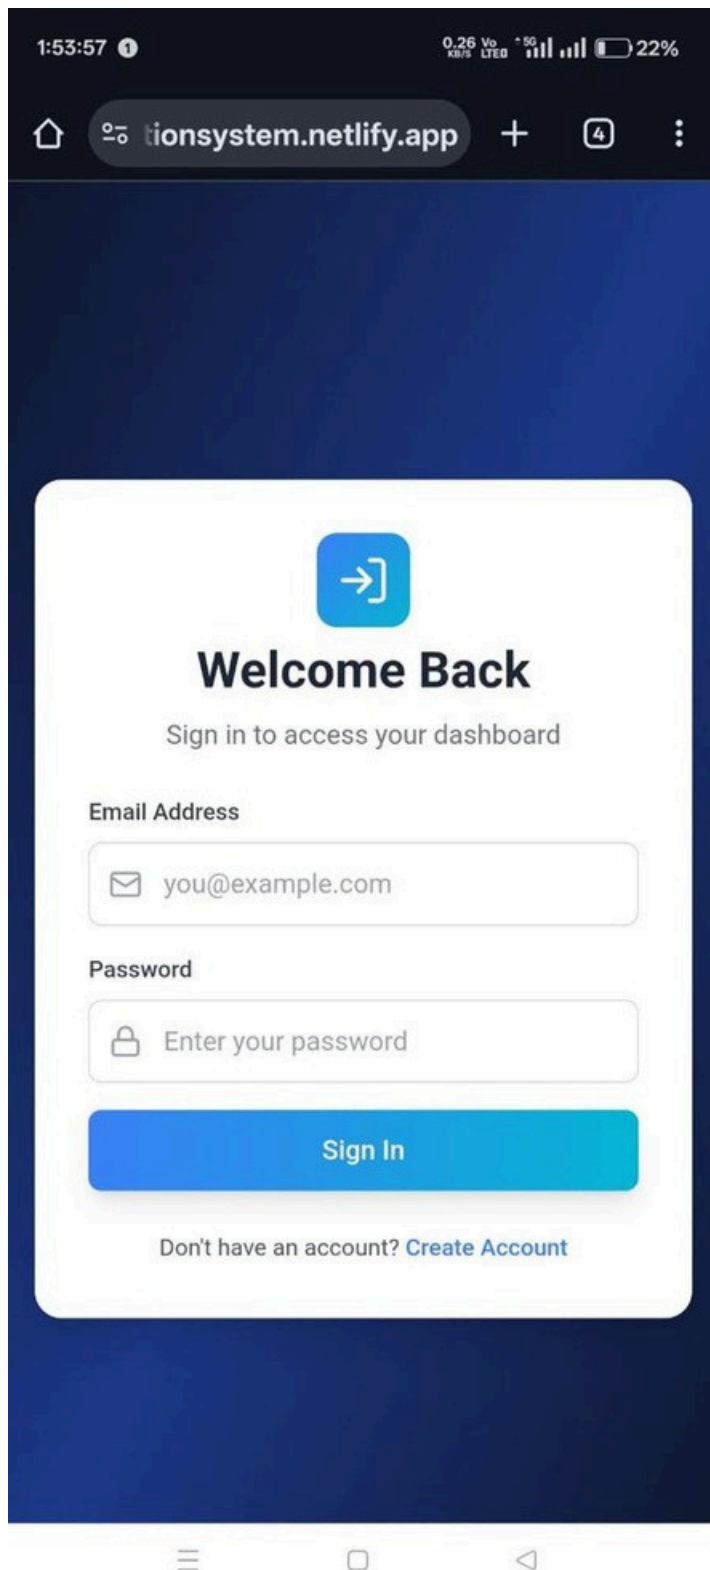 1:53:57 1 0.26 KB/S Vo LTE 5G 22%
tionsystem.netlify.app 4
Welcome Back
Sign in to access your dashboard
Email Address
you@example.com
Password
Enter your password
Sign In
Don't have an account? Create Account